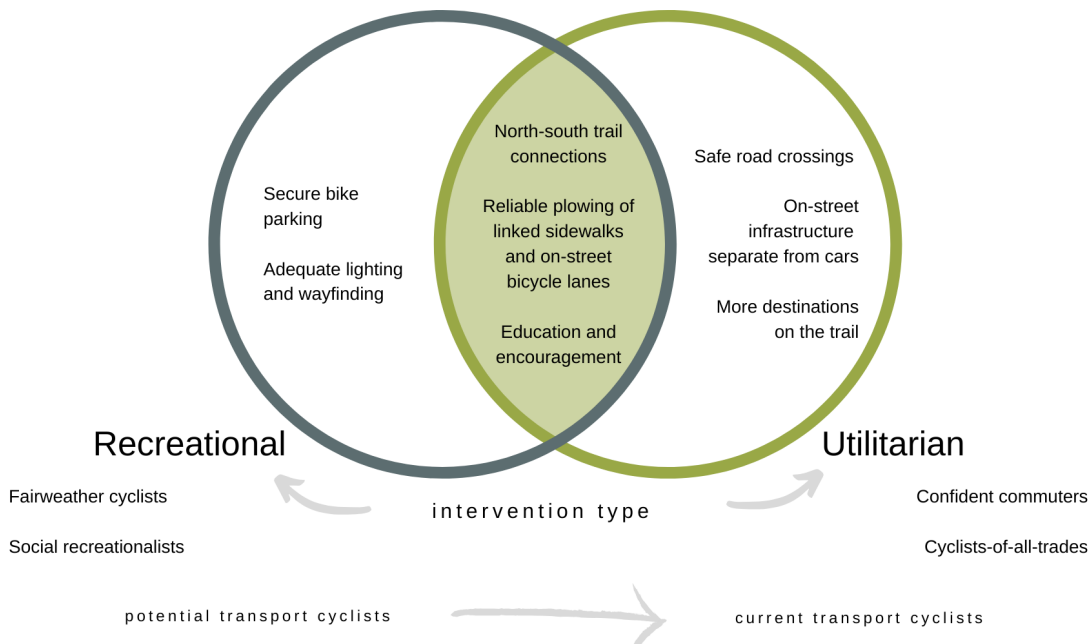 Secure bike
parking
Adequate lighting
and wayfinding
North-south trail
connections
Reliable plowing of
linked sidewalks
and on-street
bicycle lanes
Education and
encouragement
Safe road crossings
On-street
infrastructure
separate from cars
More destinations
on the trail
Recreational
Utilitarian
Fairweather cyclists
Social recreationalists
intervention type
Confident commuters
Cyclists-of-all-trades
potential transport cyclists
current transport cyclists